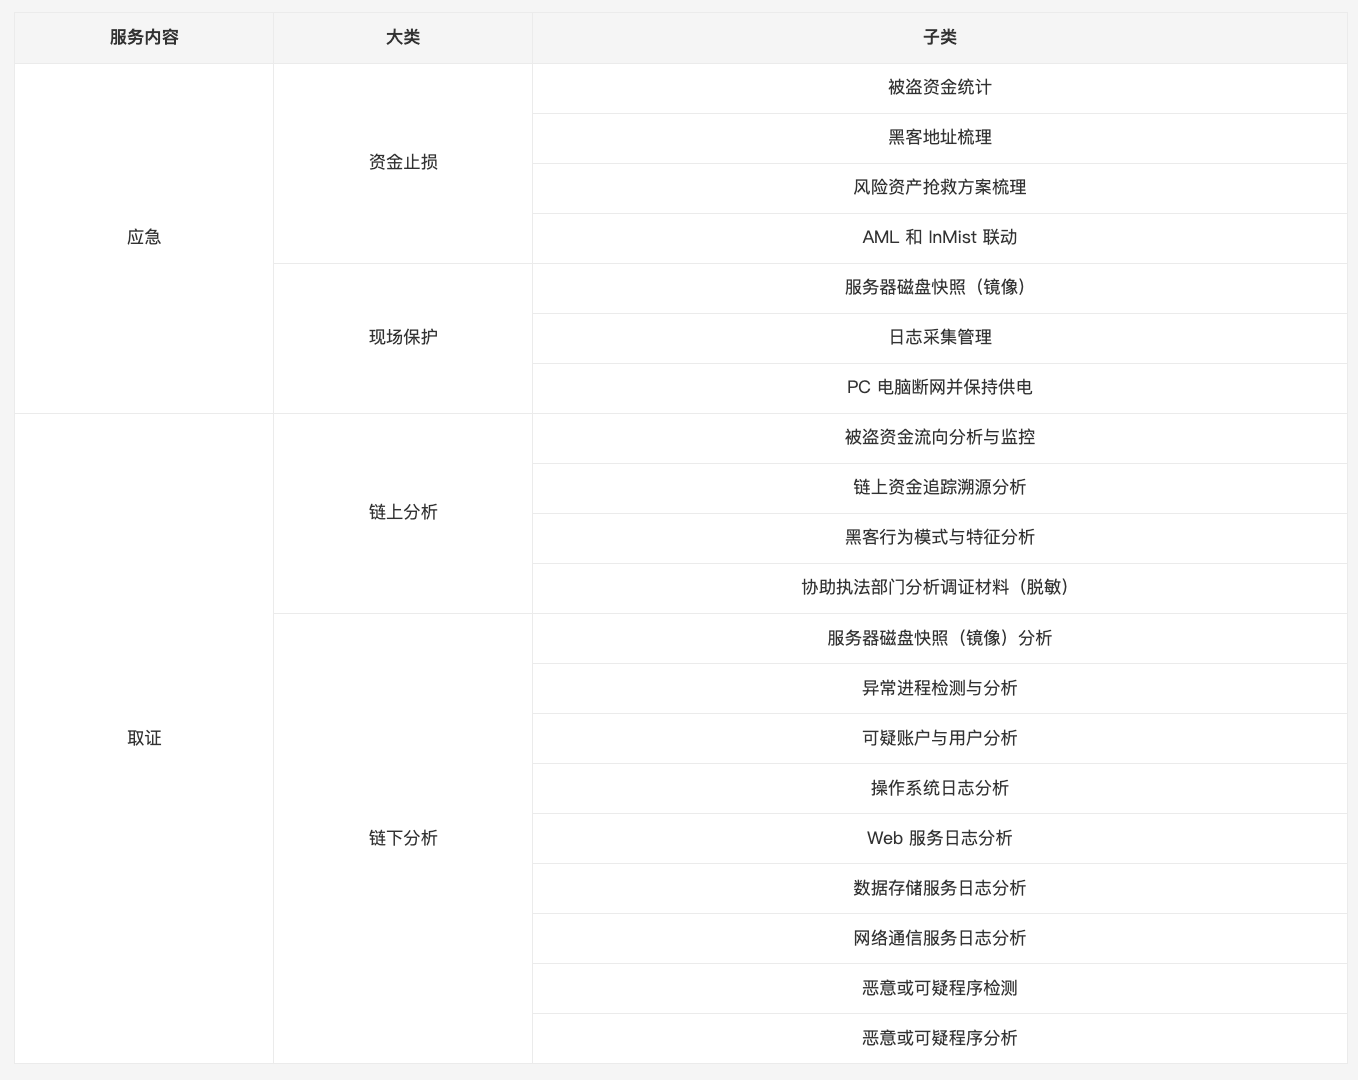 服务内容
大类
子类
应急
资金止损
被盗资金统计
黑客地址梳理
风险资产抢救方案梳理
AML 和 InMist 联动
现场保护
服务器磁盘快照（镜像）
日志采集管理
PC 电脑断网并保持供电
取证
链上分析
被盗资金流向分析与监控
链上资金追踪溯源分析
黑客行为模式与特征分析
协助执法部门分析调证材料（脱敏）
链下分析
服务器磁盘快照（镜像）分析
异常进程检测与分析
可疑账户与用户分析
操作系统日志分析
Web 服务日志分析
数据存储服务日志分析
网络通信服务日志分析
恶意或可疑程序检测
恶意或可疑程序分析